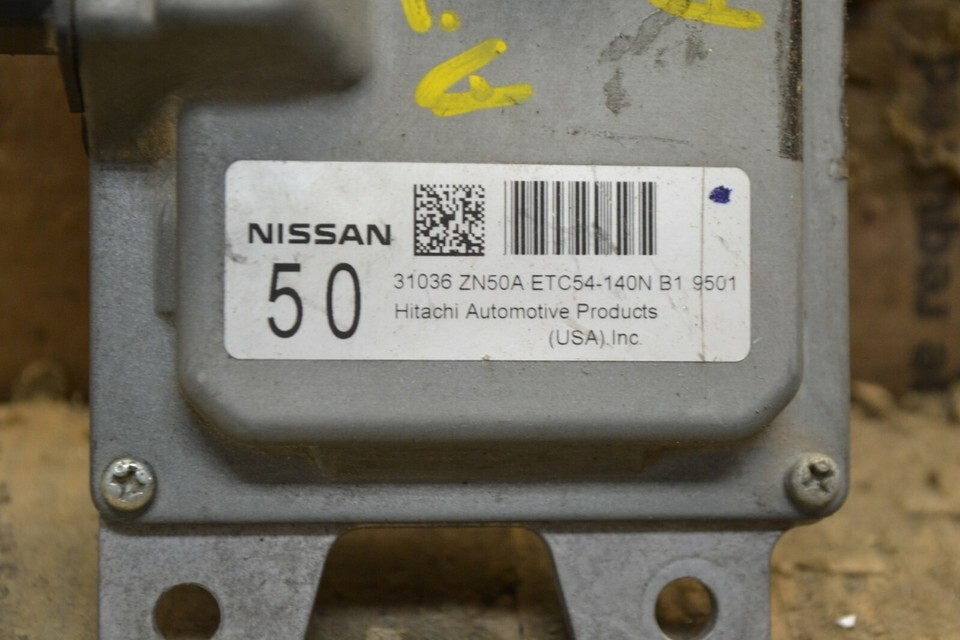 NISSAN
50
31036 ZN50A ETC54-140N B1 9501
Hitachi Automotive Products
(USA) Inc.